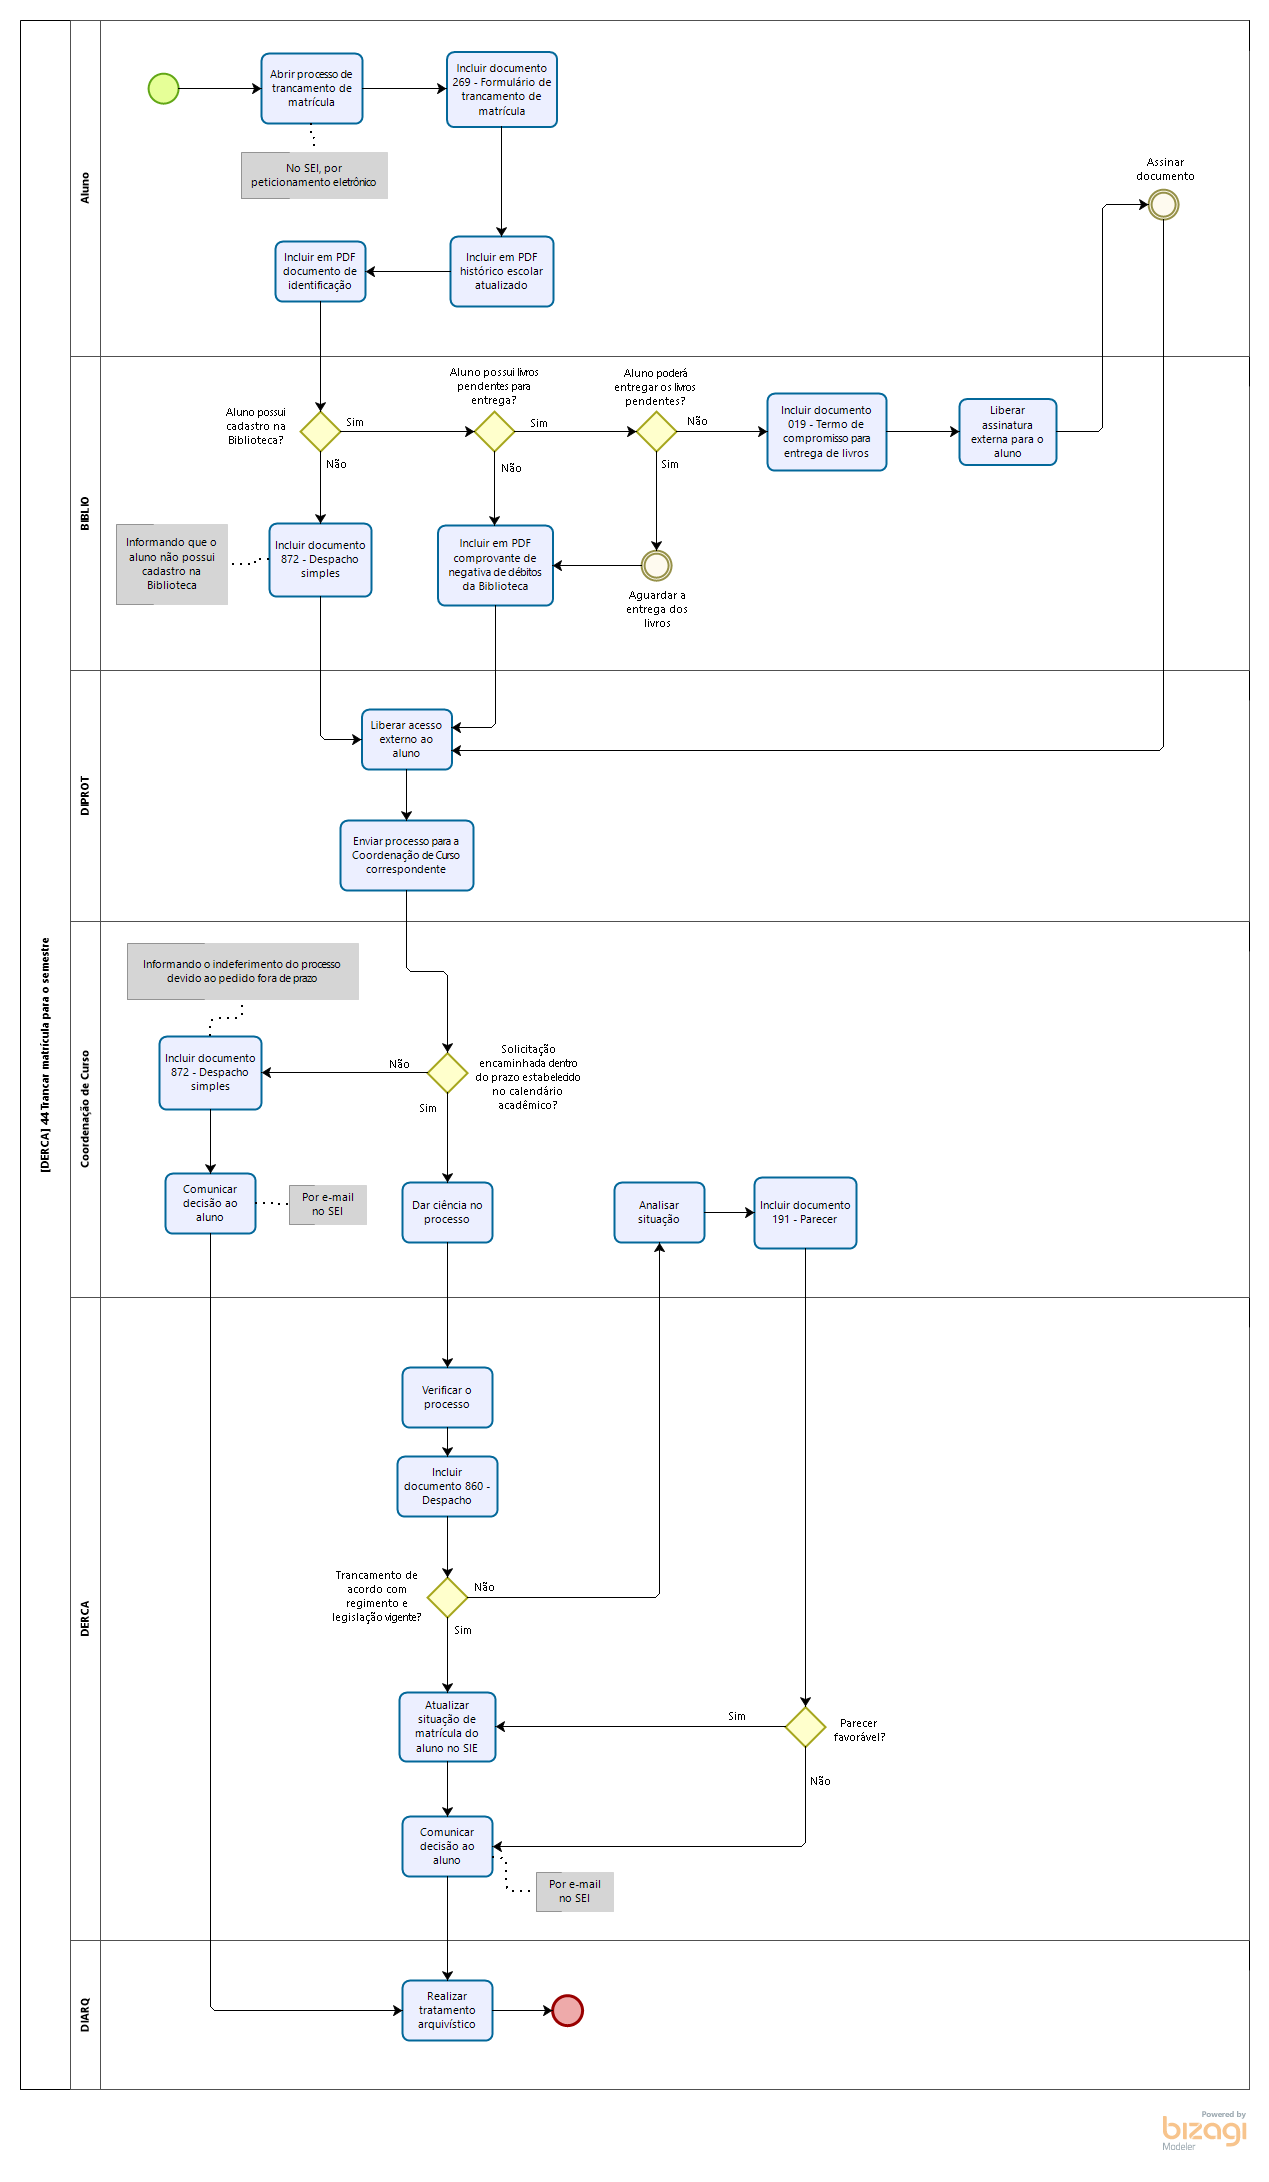 [DERCA] 44 Trancar matrícula para o semestre
Aluno
Abrir processo de
trancamento de
matrícula
Incluir documento
269 - Formulário de
trancamento de
matrícula
No SEI, por
peticionamento eletrônico
Assinar
documento
Incluir em PDF
documento de
identificação
Incluir em PDF
histórico escolar
atualizado
BIBLIO
Aluno possui
cadastro na
Biblioteca?
Sim
Não
Aluno possui livros
pendentes para
entrega?
Sim
Não
Aluno poderá
entregar os livros
pendentes?
Não
Sim
Incluir documento
019 - Termo de
compromisso para
entrega de livros
Liberar
assinatura
externa para o
aluno
Informando que o
aluno não possui
cadastro na
Biblioteca
Incluir documento
872 - Despacho
simples
Incluir em PDF
comprovante de
negativa de débitos
da Biblioteca
Aguardar a
entrega dos
livros
DIPROT
Liberar acesso
externo ao
aluno
Enviar processo para a
Coordenação de Curso
correspondente
Coordenação de Curso
Informando o indeferimento do processo
devido ao pedido fora de prazo
Incluir documento
872 - Despacho
simples
Não
Sim
Solicitação
encaminhada dentro
do prazo estabelecido
no calendário
acadêmico?
Comunicar
decisão ao
aluno
Por e-mail
no SEI
Dar ciência no
processo
Analisar
situação
Incluir documento
191 - Parecer
DERCA
Verificar o
processo
Incluir
documento 860 -
Despacho
Trancamento de
acordo com
regimento e
legislação vigente?
Não
Sim
Atualizar
situação de
matrícula do
aluno no SIE
Sim
Parecer
favorável?
Não
Comunicar
decisão ao
aluno
Por e-mail
no SEI
DIARQ
Realizar
tratamento
arquivístico
Powered by
bizagi
Modeler